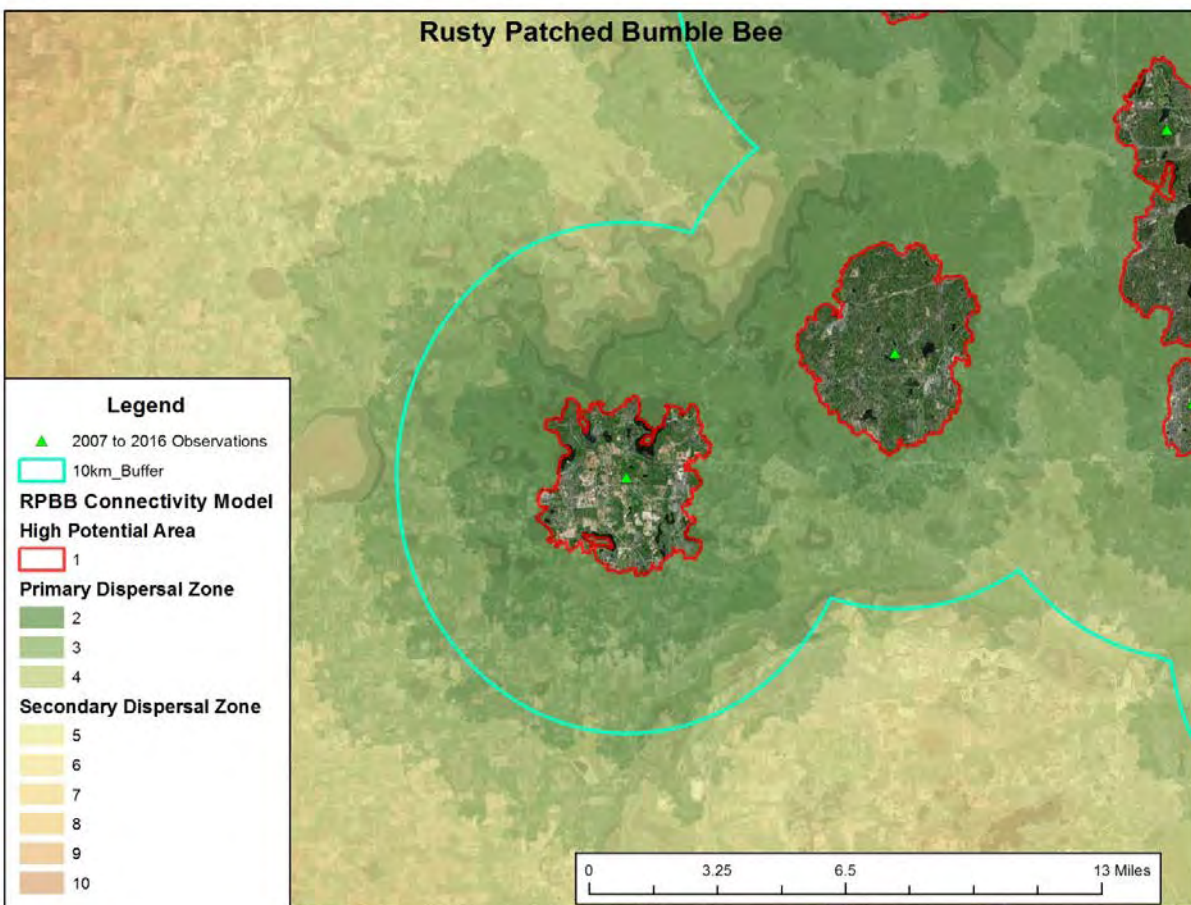 Rusty Patched Bumble Bee
Legend
2007 to 2016 Observations
10km_Buffer
RPBB Connectivity Model
High Potential Area
1
Primary Dispersal Zone
2
3
4
Secondary Dispersal Zone
5
6
7
8
9
10
0 3.25 6.5 13 Miles